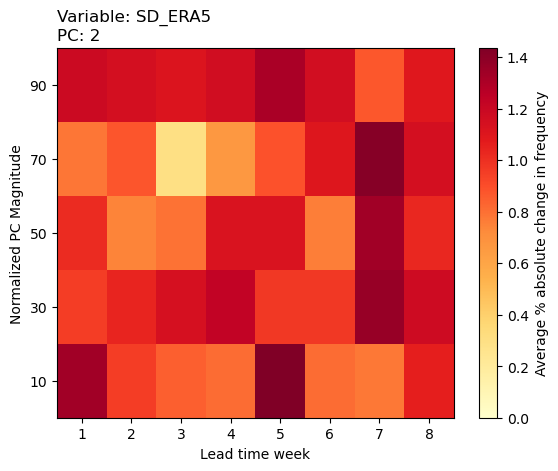 Variable: SD_ERA5
PC: 2
Normalized PC Magnitude
90
70
50
30
10
1 2 3 4 5 6 7 8
Lead time week
1.4
1.2
1.0
0.8
0.6
0.4
0.2
0.0
Average % absolute change in frequency